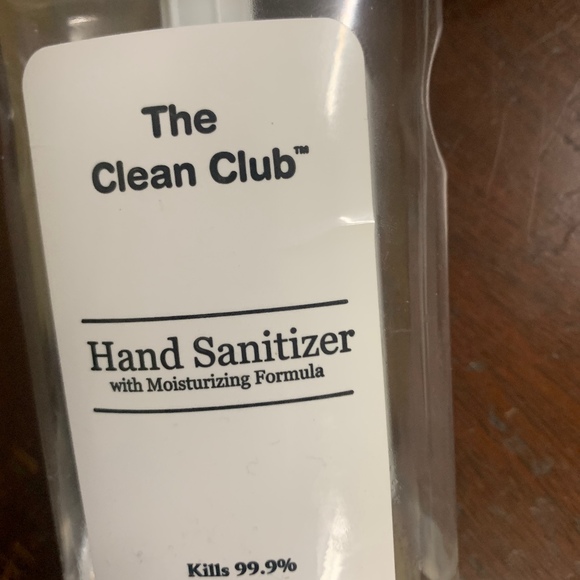 The
Clean Club™
Hand Sanitizer
with Moisturizing Formula
Kills 99.9%